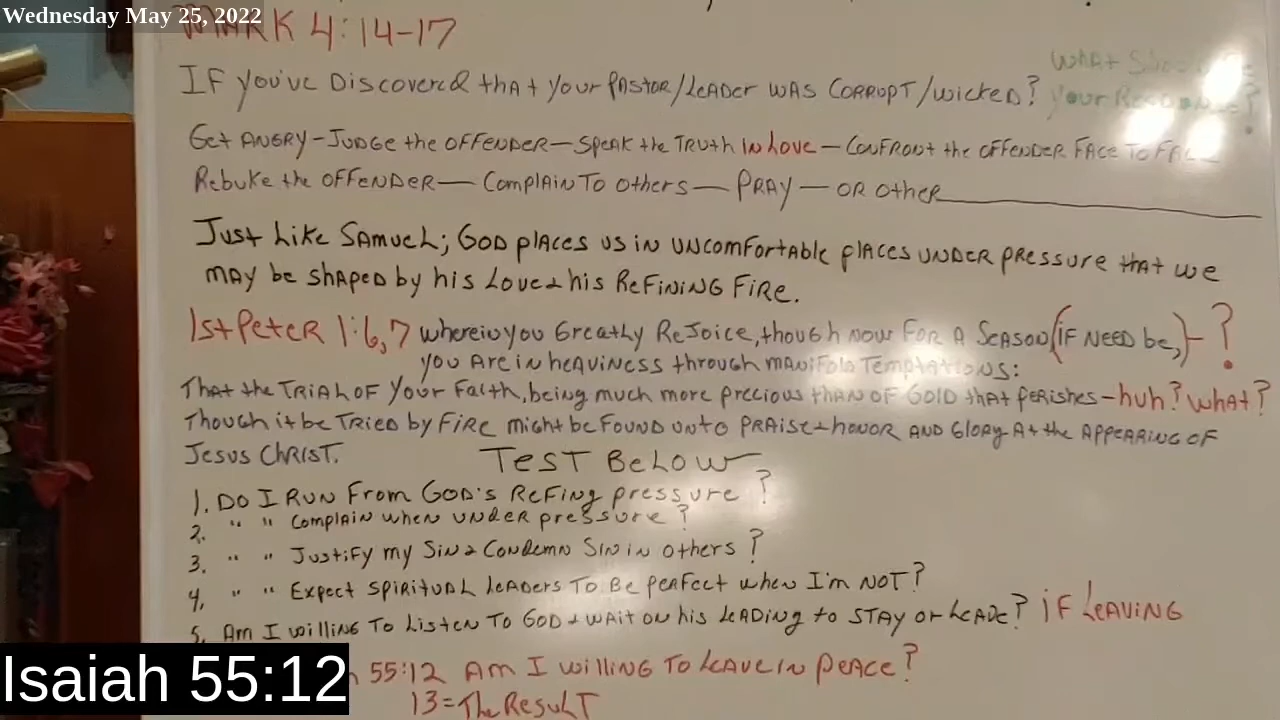 Wednesday May 25, 2022
MARK 4:14-17
What
IF you've Discovered that your Pastor/Leader was Corrupt/wicked? your Response?
Get Angry - Judge the offender - Speak the Truth in Love - Confront the offender Face To
Rebuke the offender - Complain To others - Pray - or other
Just Like Samuel; God places us in uncomfortable places under pressure that we
may be shaped by his Love & his Refining Fire.
1st Peter 1:6,7 wherein you Greatly Rejoice, though now For A Season (if need be,) - ?
you Are in heaviness through manifold Temptations:
That the Trial of your Faith, being much more precious than of Gold that perishes - huh? what?
Though it be Tried by Fire might be Found unto Praise & honor and Glory At the Appearing of
Jesus Christ. Test Below
1. Do I Run From God's Refing pressure?
2. " " Complain when under pressure?
3. " " Justify my Sin & Condemn Sin in others?
4. " " Expect Spiritual Leaders To Be perfect when I'm NOT?
5. Am I willing To Listen To God & wait on his Leading to Stay or Leave? if Leaving
55:12 Am I willing To Leave in peace?
13 = The Result
Isaiah 55:12